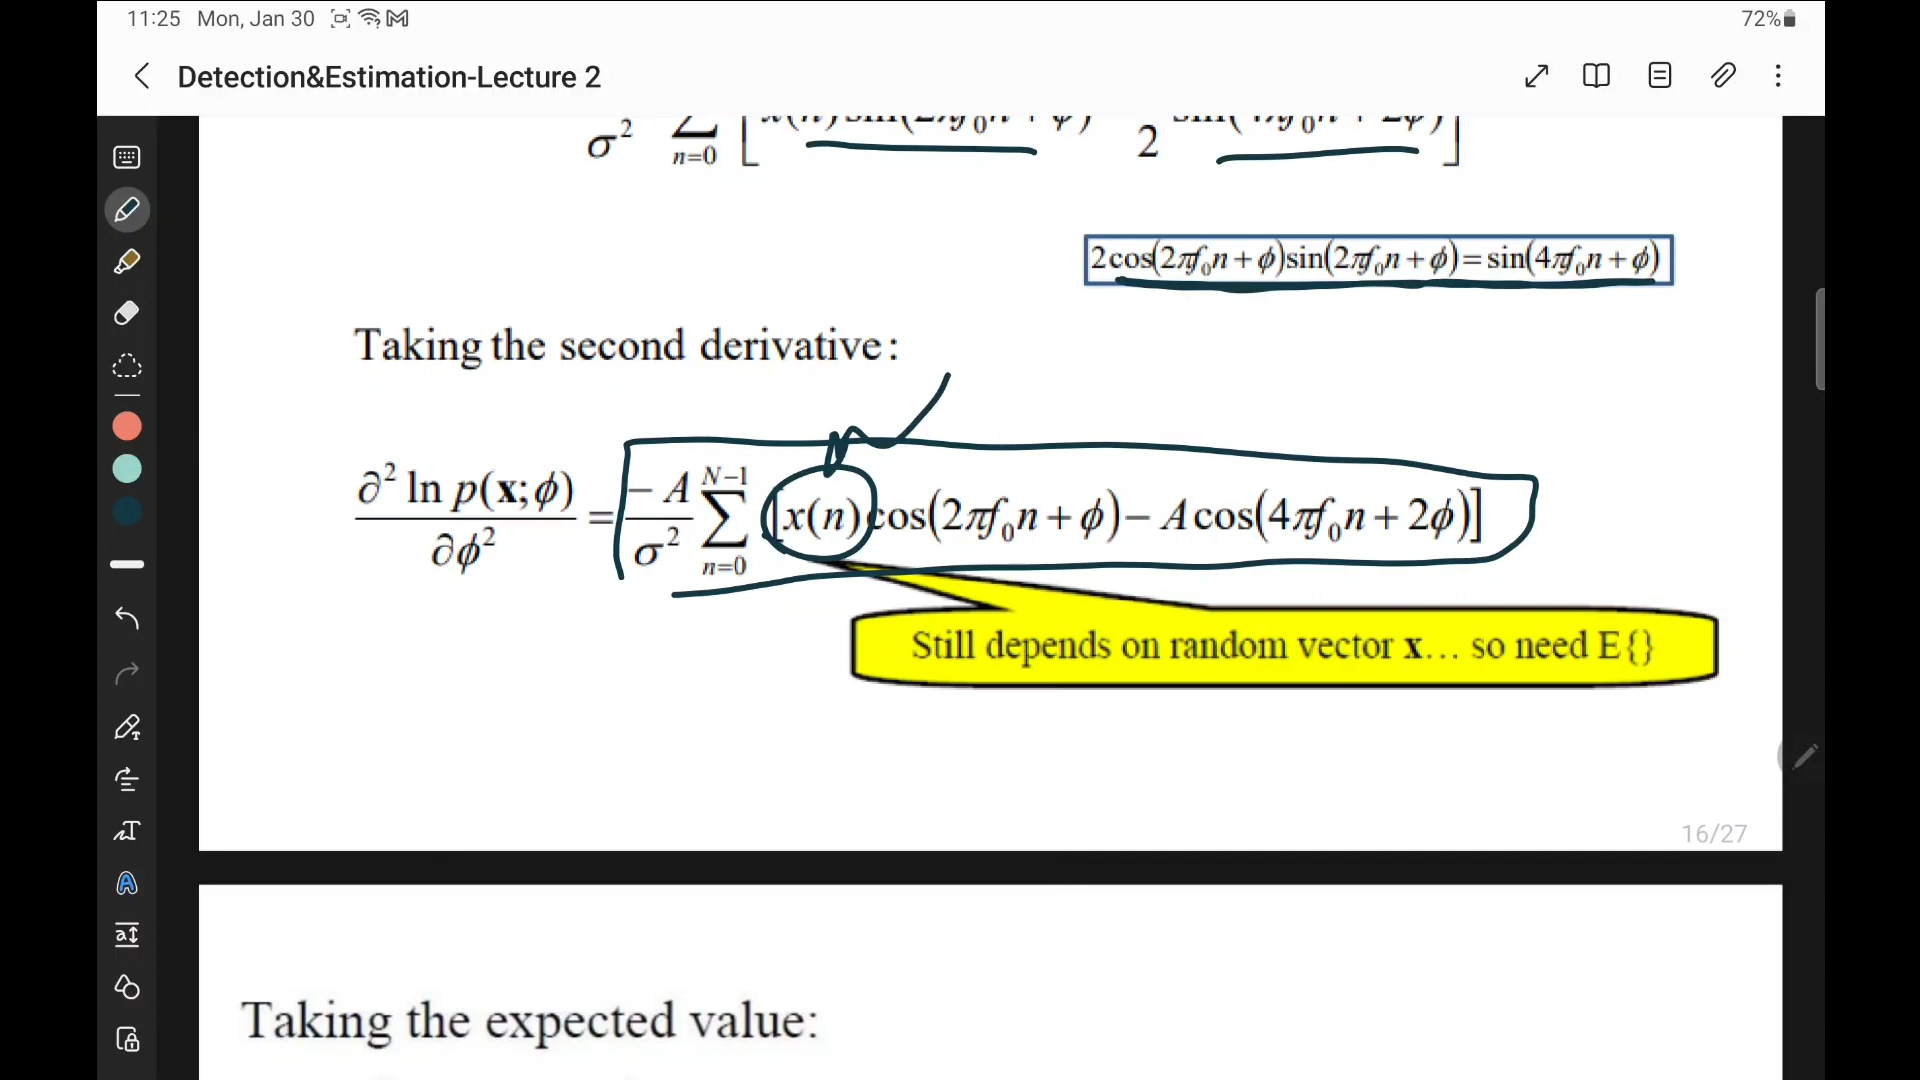 11:25 Mon, Jan 30
72%
Detection&Estimation-Lecture 2
σ² Σ n=0 [
2
2cos(2πf₀n + ϕ)sin(2πf₀n + ϕ) = sin(4πf₀n + ϕ)
Taking the second derivative:
∂² ln p(x;ϕ) / ∂ϕ² = −A/σ² Σ_{n=0}^{N−1} [x(n)cos(2πf₀n + ϕ) − A cos(4πf₀n + 2ϕ)]
Still depends on random vector x… so need E{}
16/27
Taking the expected value: